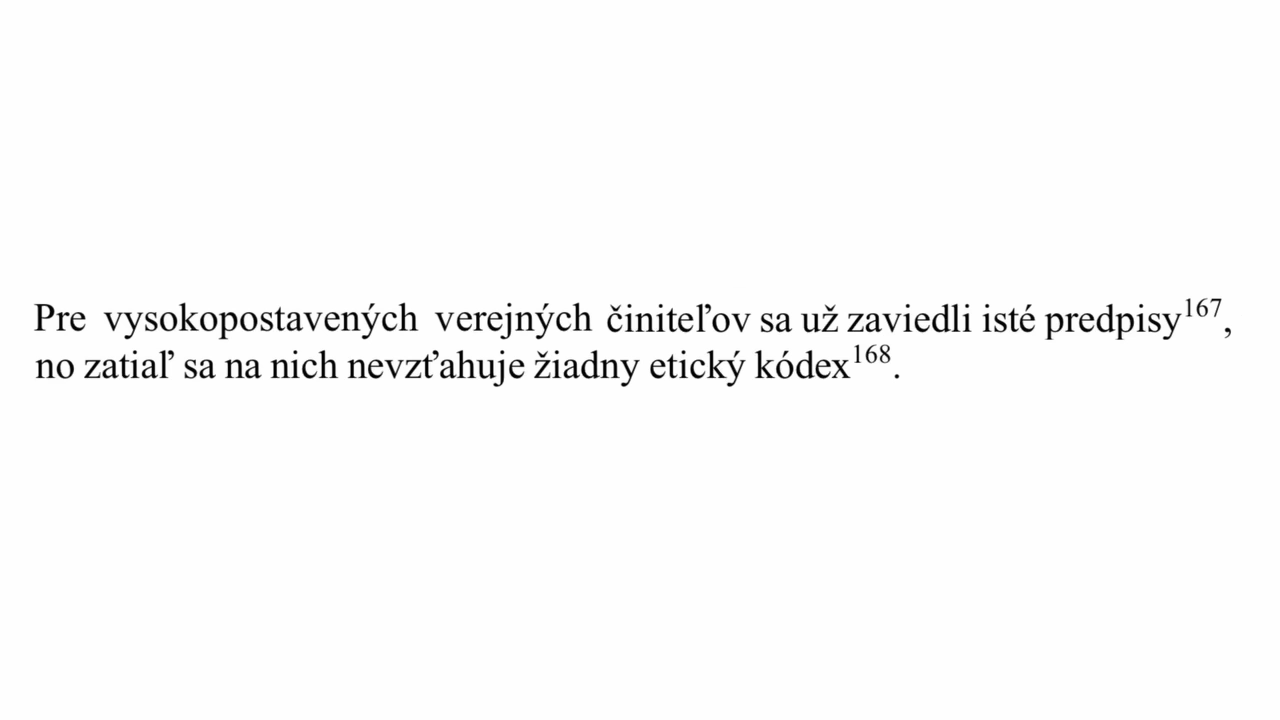 Pre vysokopostavených verejných činiteľov sa už zaviedli isté predpisy¹⁶⁷,
no zatiaľ sa na nich nevzťahuje žiadny etický kódex¹⁶⁸.